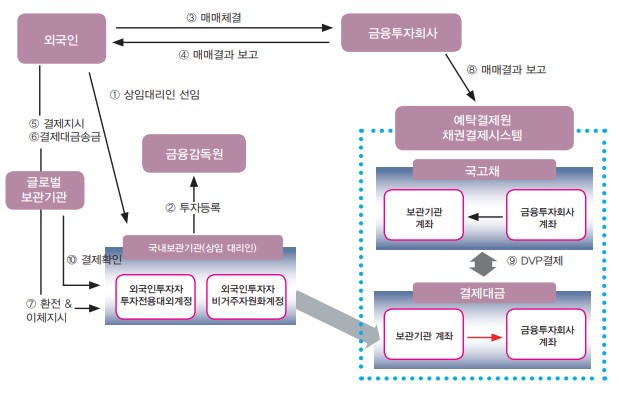 ③ 매매체결
외국인
금융투자회사
④ 매매결과 보고
⑧ 매매결과 보고
① 상임대리인 선임
예탁결제원
채권결제시스템
⑤ 결제지시
⑥결제대금송금
금융감독원
국고채
글로벌
보관기관
보관기관
계좌
금융투자회사
계좌
② 투자등록
국내보관기관(상임 대리인)
⑩ 결제확인
⑨ DVP결제
외국인투자자
투자전용대외계정
외국인투자자
비거주자원화계정
결제대금
⑦ 환전 &
이체지시
보관기관 계좌
금융투자회사
계좌